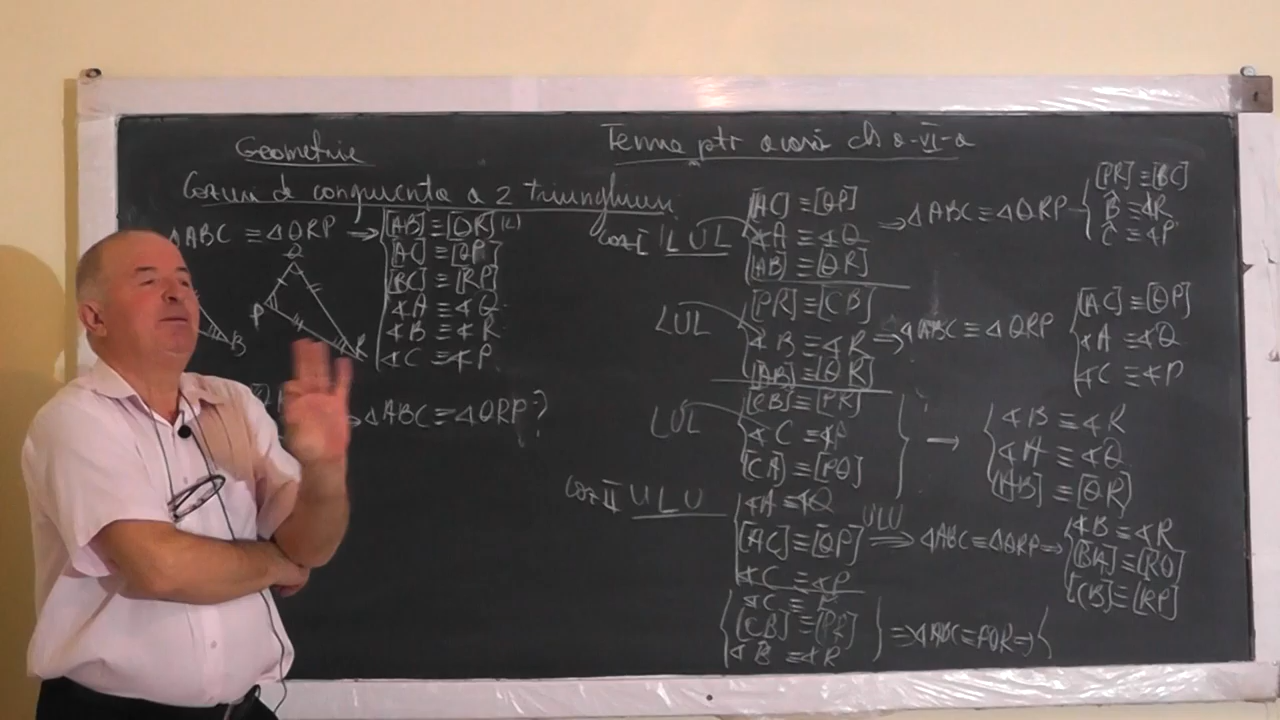 Geometrie
Tema ptr acasă cls a-VI-a
Cazuri de congruenta a 2 triunghiuri
ΔABC ≡ ΔQRP →
[AB] ≡ [QR] (L)
[AC] ≡ [QP]
[BC] ≡ [RP]
∢A ≡ ∢Q
∢B ≡ ∢R
∢C ≡ ∢P
Q
P
R
B
ΔABC ≡ ΔQRP?
Caz I LUL
[AC] ≡ [QP]
∢A ≡ ∢Q
[AB] ≡ [QR]
⇒ ΔABC ≡ ΔQRP
[PR] ≡ [BC]
B̂ ≡ ∢R
Ĉ ≡ ∢P
LUL
[PR] ≡ [CB]
∢B ≡ ∢R
[AB] ≡ [QR]
⇒ ΔABC ≡ ΔQRP
[AC] ≡ [QP]
∢A ≡ ∢Q
∢C ≡ ∢P
LUL
[CB] ≡ [PR]
∢C ≡ ∢P
[CA] ≡ [PQ]
→
∢B ≡ ∢R
∢A ≡ ∢Q
[AB] ≡ [QR]
Caz II ULU
∢A ≡ ∢Q
[AC] ≡ [QP]
∢C ≡ ∢P
ULU
⇒ ΔABC ≡ ΔQRP ⇒
∢B ≡ ∢R
[BA] ≡ [RQ]
[CB] ≡ [RP]
∢C ≡
[CB] ≡ [PR]
∢B ≡ ∢R
⇒ ΔABC ≡ PQR ⇒